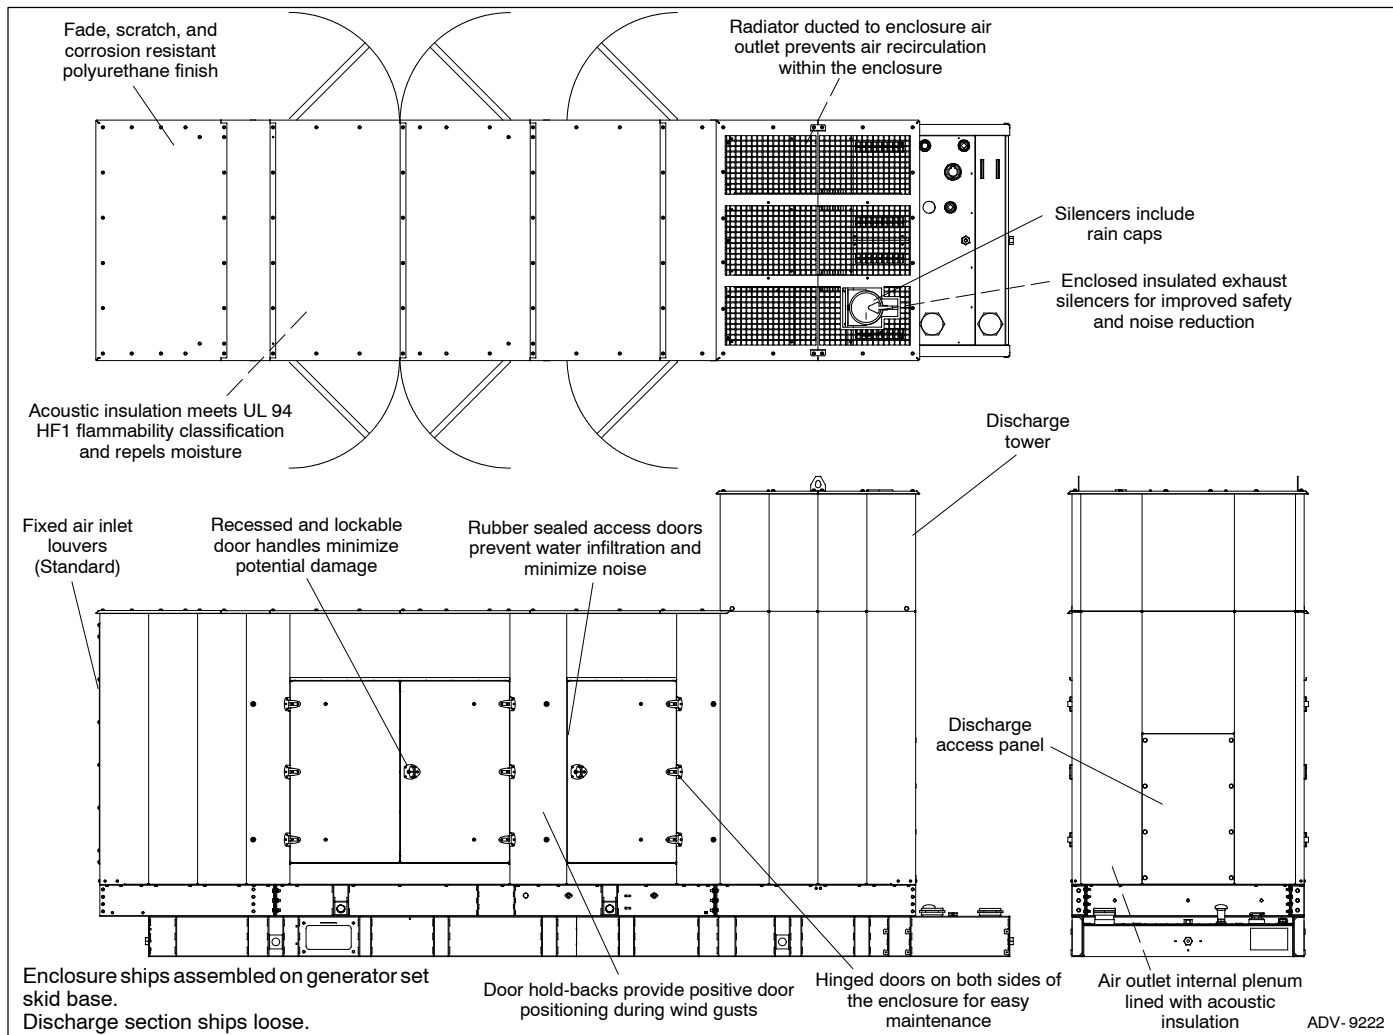 Fade, scratch, and
corrosion resistant
polyurethane finish
Radiator ducted to enclosure air
outlet prevents air recirculation
within the enclosure
Silencers include
rain caps
Enclosed insulated exhaust
silencers for improved safety
and noise reduction
Acoustic insulation meets UL 94
HF1 flammability classification
and repels moisture
Discharge
tower
Fixed air inlet
louvers
(Standard)
Recessed and lockable
door handles minimize
potential damage
Rubber sealed access doors
prevent water infiltration and
minimize noise
Discharge
access panel
Enclosure ships assembled on generator set
skid base.
Discharge section ships loose.
Door hold-backs provide positive door
positioning during wind gusts
Hinged doors on both sides of
the enclosure for easy
maintenance
Air outlet internal plenum
lined with acoustic
insulation
ADV-9222